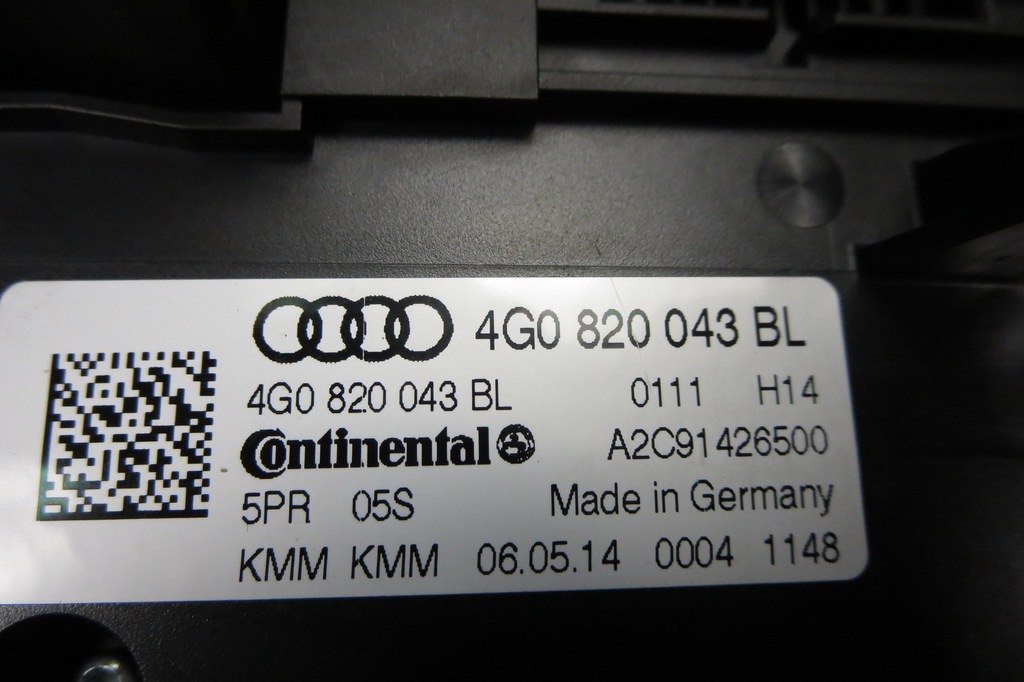 4G0 820 043 BL
4G0 820 043 BL 0111 H14
Continental A2C91426500
5PR 05S Made in Germany
KMM KMM 06.05.14 0004 1148